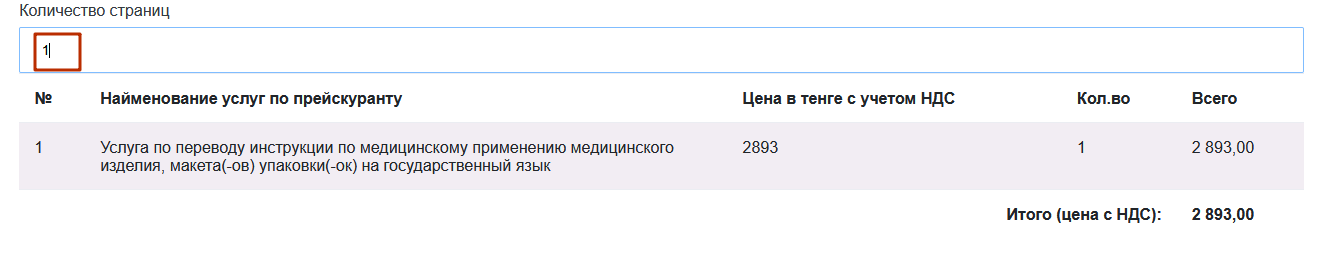 Количество страниц
1
№ Найменование услуг по прейскуранту Цена в тенге с учетом НДС Кол.во Всего
1 Услуга по переводу инструкции по медицинскому применению медицинского изделия, макета(-ов) упаковки(-ок) на государственный язык 2893 1 2 893,00
Итого (цена с НДС): 2 893,00